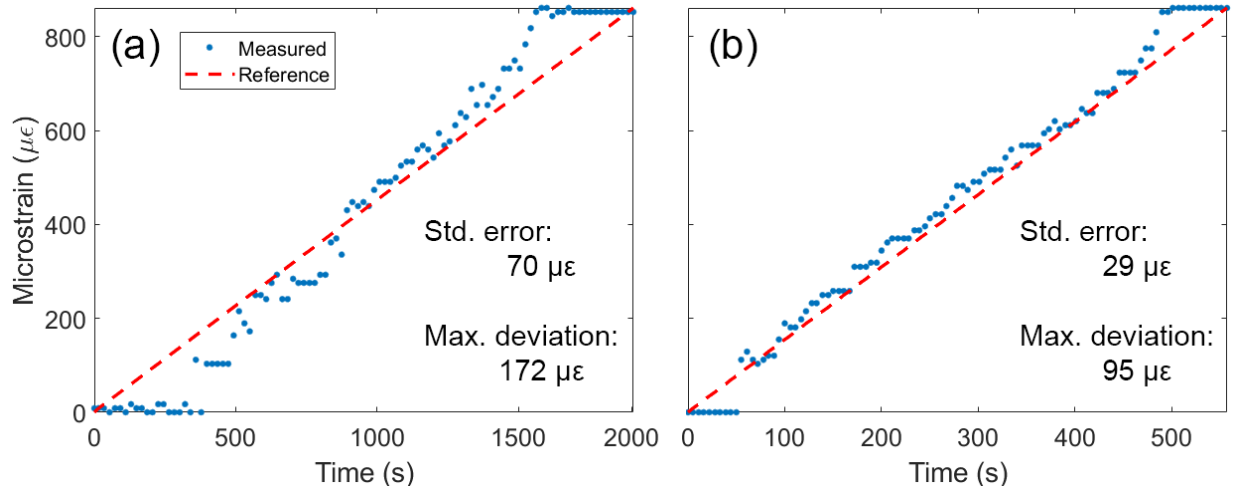 (a)
Measured
Reference
Std. error:
70 µε
Max. deviation:
172 µε
Microstrain (µϵ)
800
600
400
200
0
0 500 1000 1500 2000
Time (s)
(b)
Std. error:
29 µε
Max. deviation:
95 µε
0 100 200 300 400 500
Time (s)